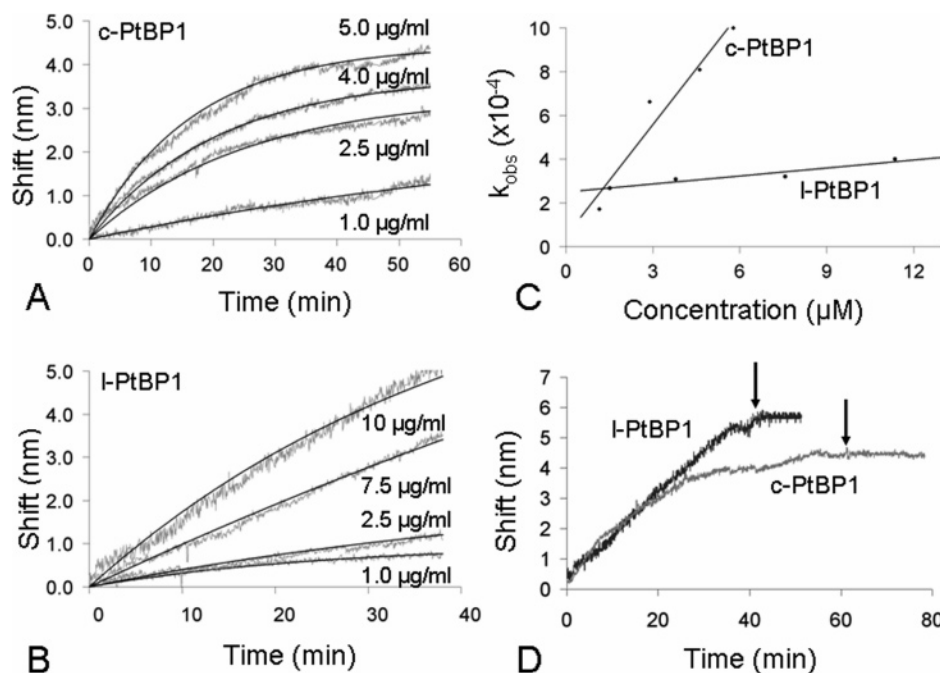 c-PtBP1
5.0 µg/ml
4.0 µg/ml
2.5 µg/ml
1.0 µg/ml
5.0
4.0
3.0
2.0
1.0
0.0
Shift (nm)
0 10 20 30 40 50 60
Time (min)
A
c-PtBP1
l-PtBP1
10
8
6
4
2
0
kobs (x10-4)
3 6 9 12
Concentration (µM)
C
l-PtBP1
10 µg/ml
7.5 µg/ml
2.5 µg/ml
1.0 µg/ml
5.0
4.0
3.0
2.0
1.0
0.0
Shift (nm)
0 10 20 30 40
Time (min)
B
l-PtBP1
c-PtBP1
7
6
5
4
3
2
1
0
Shift (nm)
0 20 40 60 80
Time (min)
D